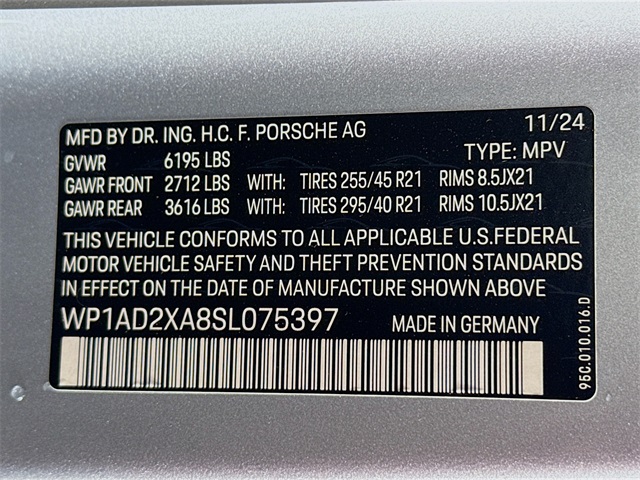 MFD BY DR. ING. H.C. F. PORSCHE AG 11/24
GVWR 6195 LBS TYPE: MPV
GAWR FRONT 2712 LBS WITH: TIRES 255/45 R21 RIMS 8.5JX21
GAWR REAR 3616 LBS WITH: TIRES 295/40 R21 RIMS 10.5JX21
THIS VEHICLE CONFORMS TO ALL APPLICABLE U.S.FEDERAL
MOTOR VEHICLE SAFETY AND THEFT PREVENTION STANDARDS
IN EFFECT ON THE DATE OF MANUFACTURE SHOWN ABOVE
WP1AD2XA8SL075397 MADE IN GERMANY
95C.010.016.D